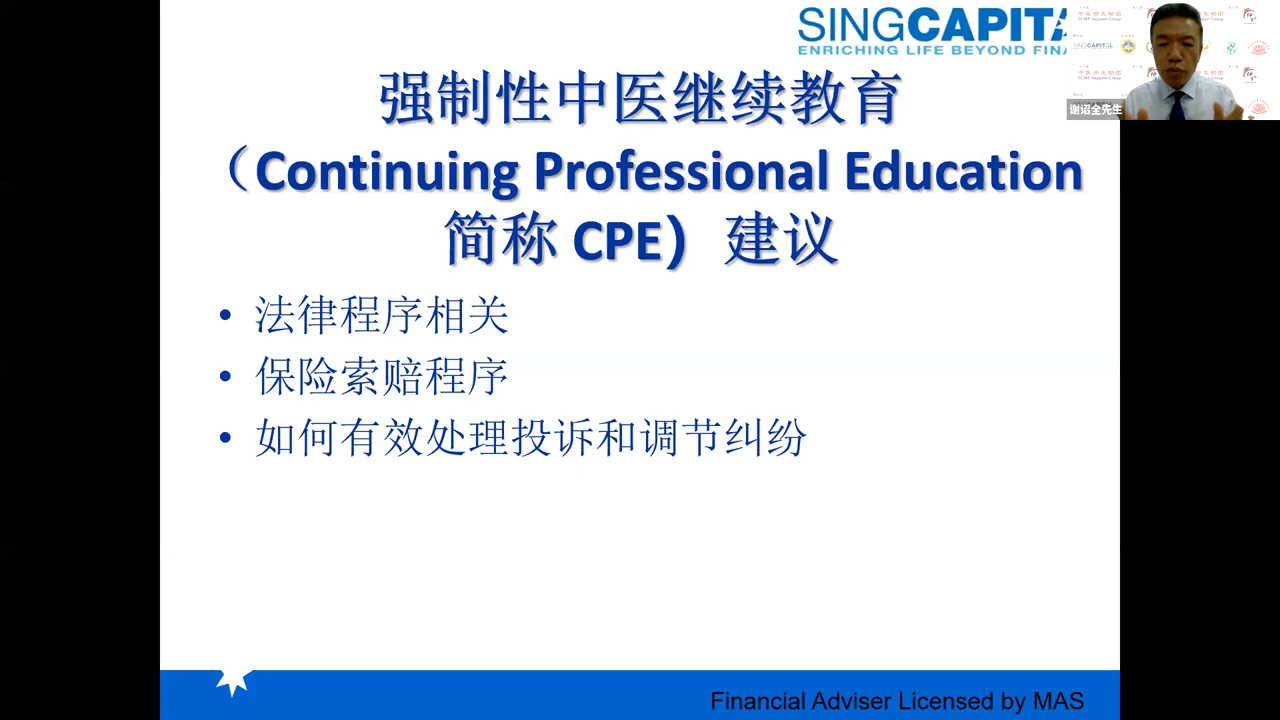 SINGCAPITA
ENRICHING LIFE BEYOND FINA
强制性中医继续教育
（Continuing Professional Education
简称 CPE) 建议
• 法律程序相关
• 保险索赔程序
• 如何有效处理投诉和调节纠纷
Financial Adviser Licensed by MAS
谢诏全先生
SINGCAPITAL